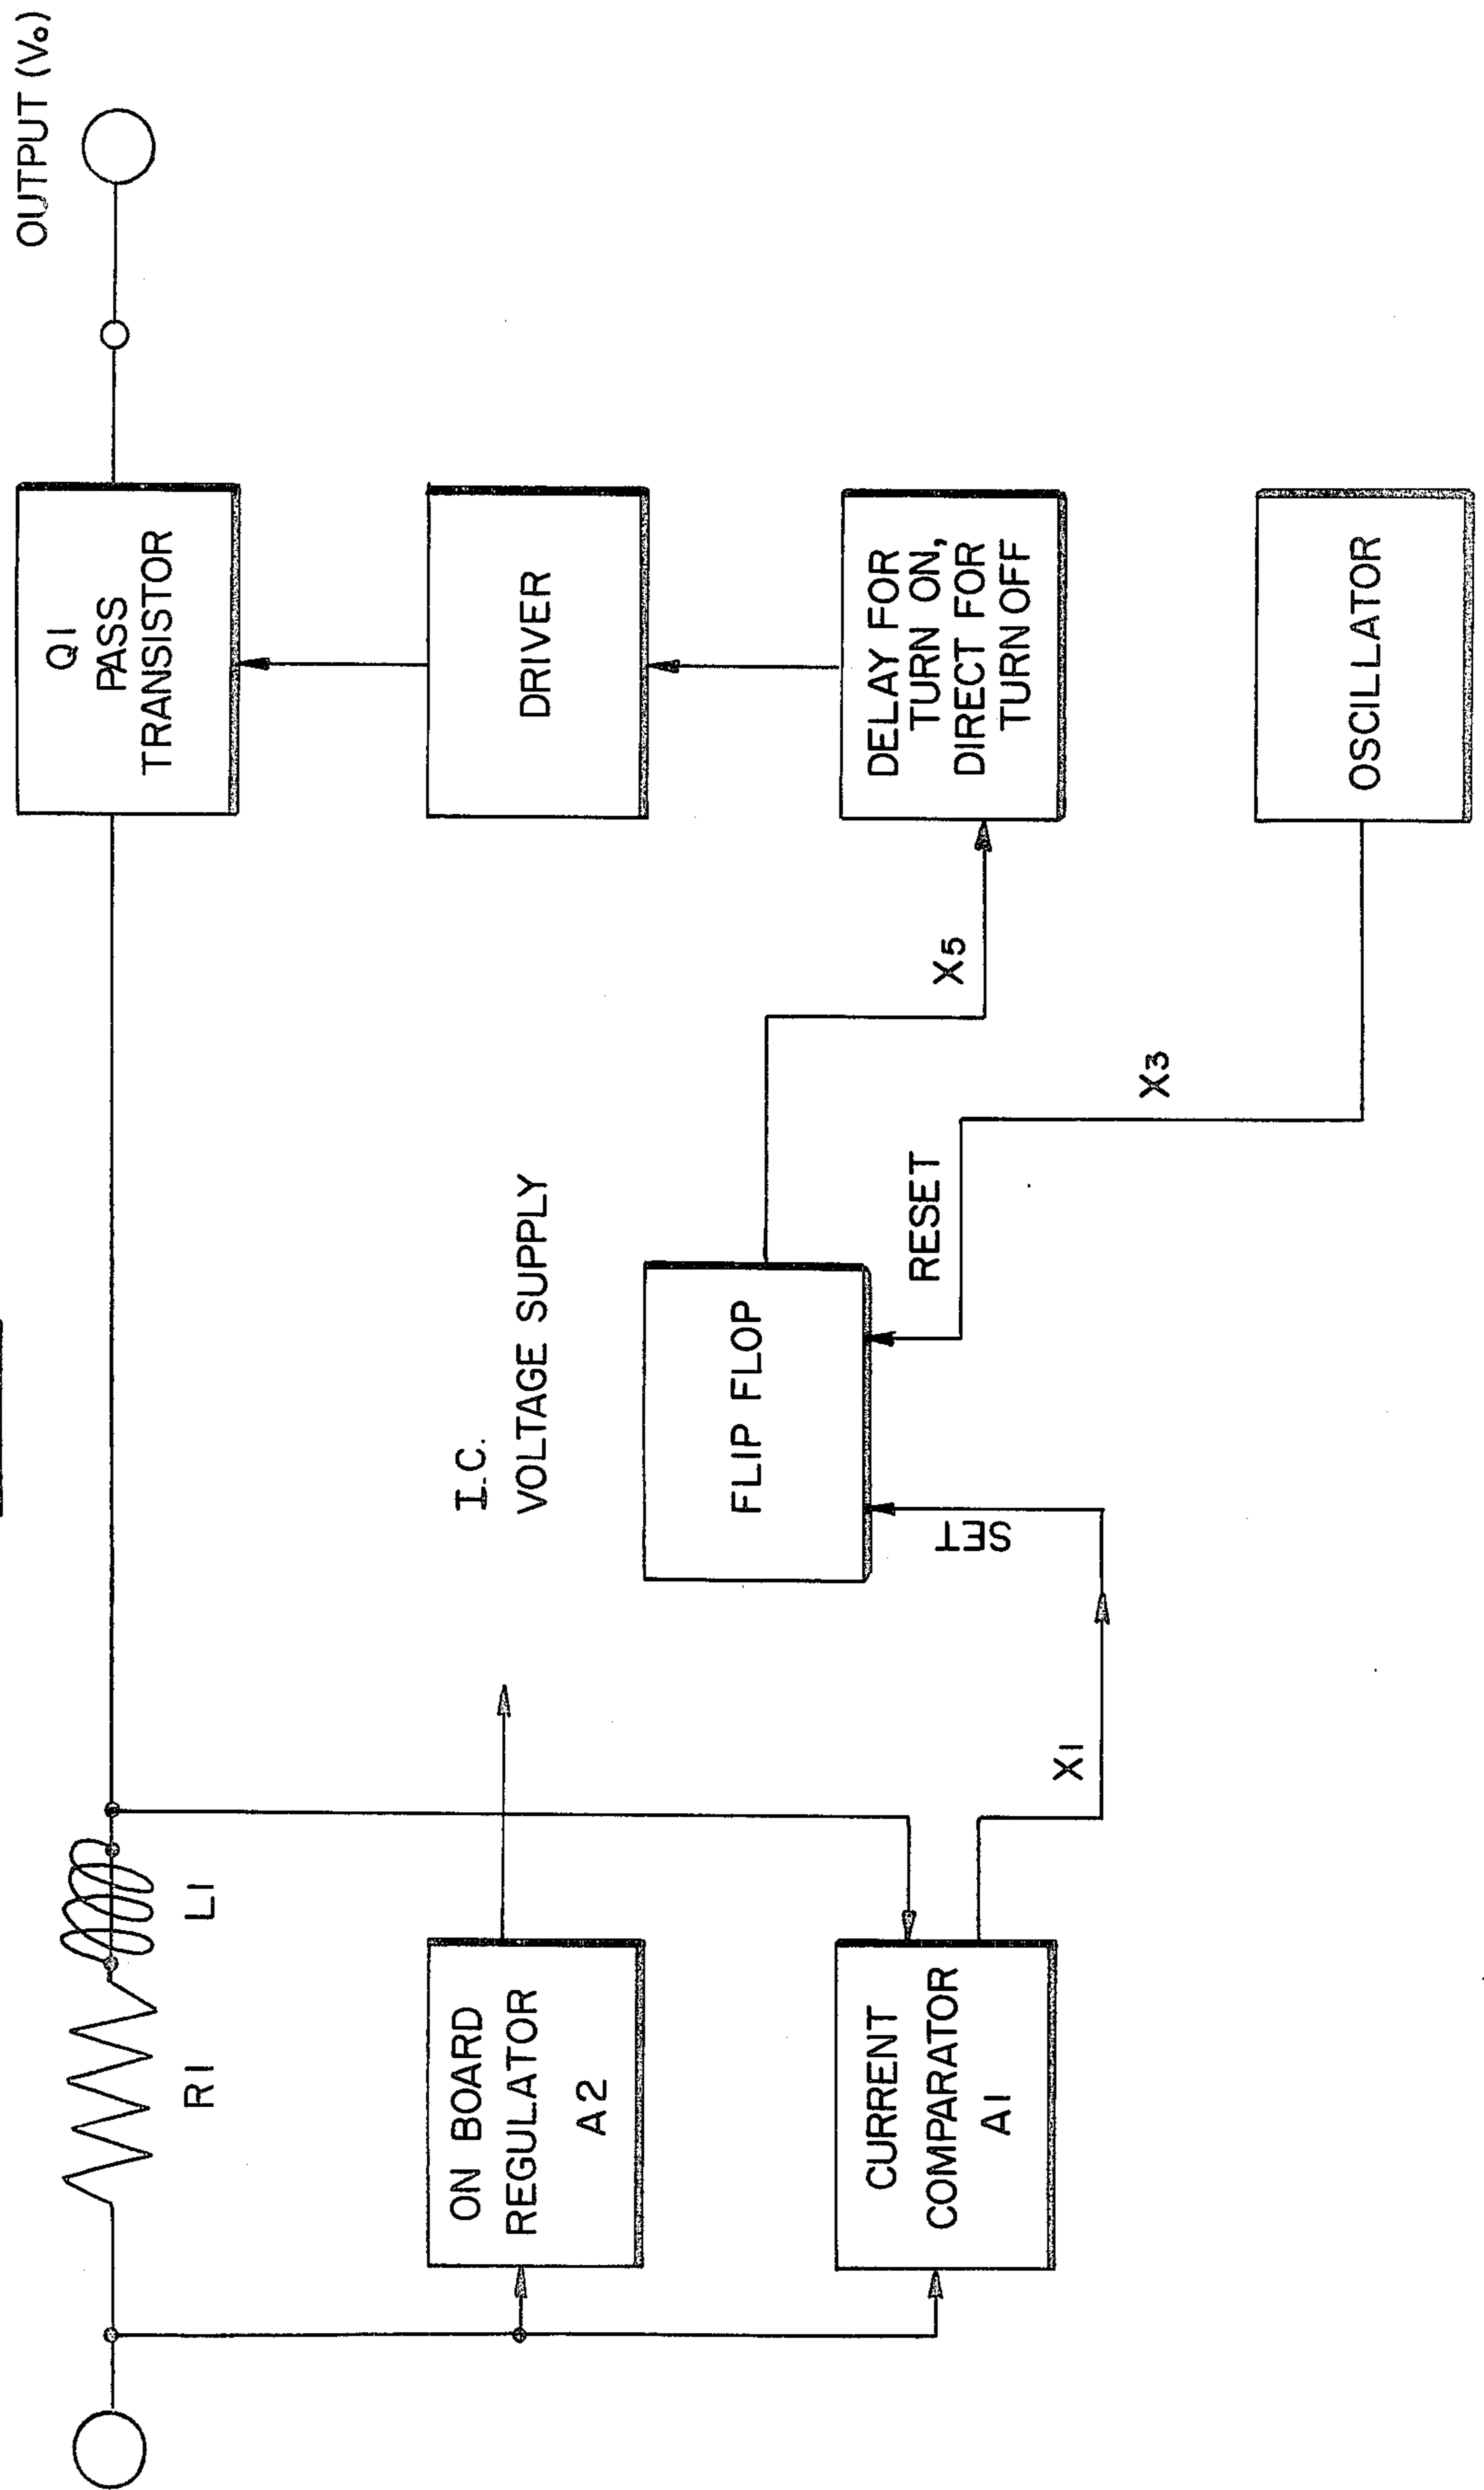 OUTPUT (Vo)
Q1
PASS
TRANSISTOR
R1
L1
I.C.
VOLTAGE SUPPLY
ON BOARD
REGULATOR
A2
DRIVER
FLIP FLOP
CURRENT
COMPARATOR
A1
X1
SET
RESET
X5
X3
DELAY FOR
TURN ON,
DIRECT FOR
TURN OFF
OSCILLATOR